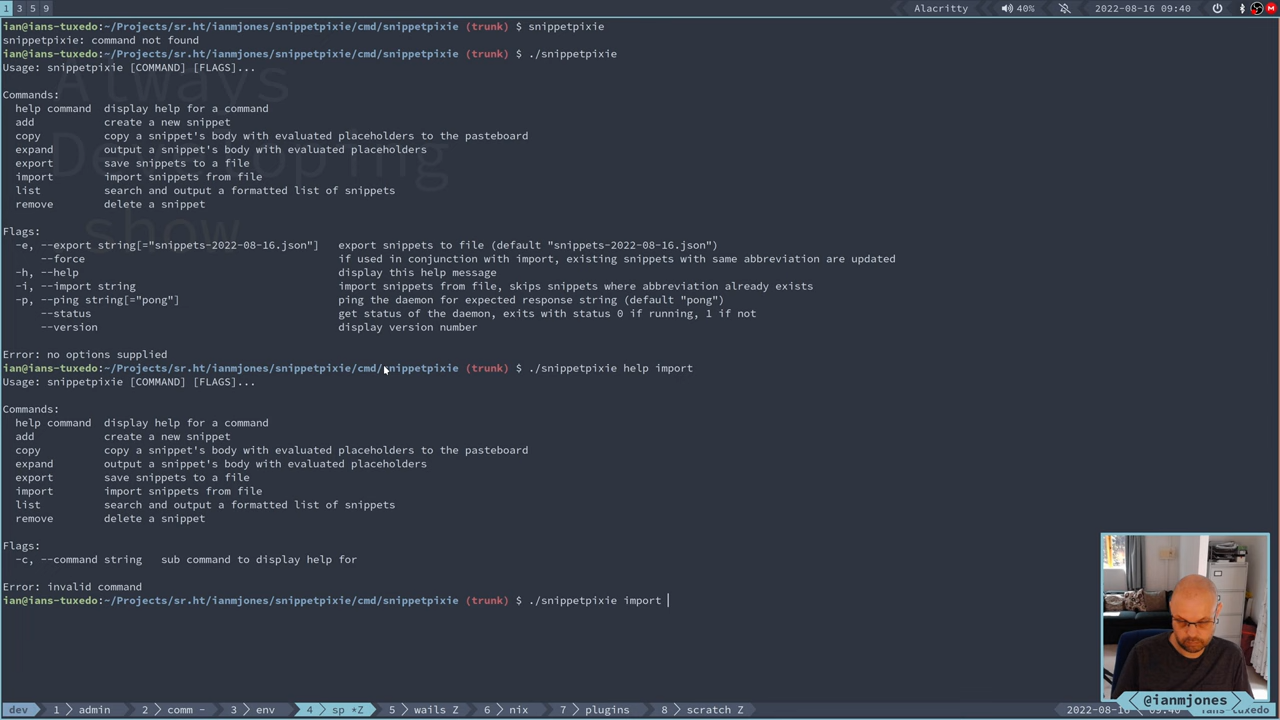 1 3 5 9
Alacritty 40% 2022-08-16 09:40
ian@ians-tuxedo:~/Projects/sr.ht/ianmjones/snippetpixie/cmd/snippetpixie (trunk) $ snippetpixie
snippetpixie: command not found
ian@ians-tuxedo:~/Projects/sr.ht/ianmjones/snippetpixie/cmd/snippetpixie (trunk) $ ./snippetpixie
Usage: snippetpixie [COMMAND] [FLAGS]...
Always
Commands:
help command display help for a command
add create a new snippet
copy copy a snippet's body with evaluated placeholders to the pasteboard
Developing
expand output a snippet's body with evaluated placeholders
export save snippets to a file
import import snippets from file
list search and output a formatted list of snippets
remove delete a snippet
show
Flags:
-e, --export string[="snippets-2022-08-16.json"] export snippets to file (default "snippets-2022-08-16.json")
--force if used in conjunction with import, existing snippets with same abbreviation are updated
-h, --help display this help message
-i, --import string import snippets from file, skips snippets where abbreviation already exists
-p, --ping string[="pong"] ping the daemon for expected response string (default "pong")
--status get status of the daemon, exits with status 0 if running, 1 if not
--version display version number
Error: no options supplied
ian@ians-tuxedo:~/Projects/sr.ht/ianmjones/snippetpixie/cmd/snippetpixie (trunk) $ ./snippetpixie help import
Usage: snippetpixie [COMMAND] [FLAGS]...
Commands:
help command display help for a command
add create a new snippet
copy copy a snippet's body with evaluated placeholders to the pasteboard
expand output a snippet's body with evaluated placeholders
export save snippets to a file
import import snippets from file
list search and output a formatted list of snippets
remove delete a snippet
Flags:
-c, --command string sub command to display help for
Error: invalid command
ian@ians-tuxedo:~/Projects/sr.ht/ianmjones/snippetpixie/cmd/snippetpixie (trunk) $ ./snippetpixie import
@ianmjones
dev 1 admin 2 comm - 3 env 4 sp *Z 5 wails Z 6 nix 7 plugins 8 scratch Z